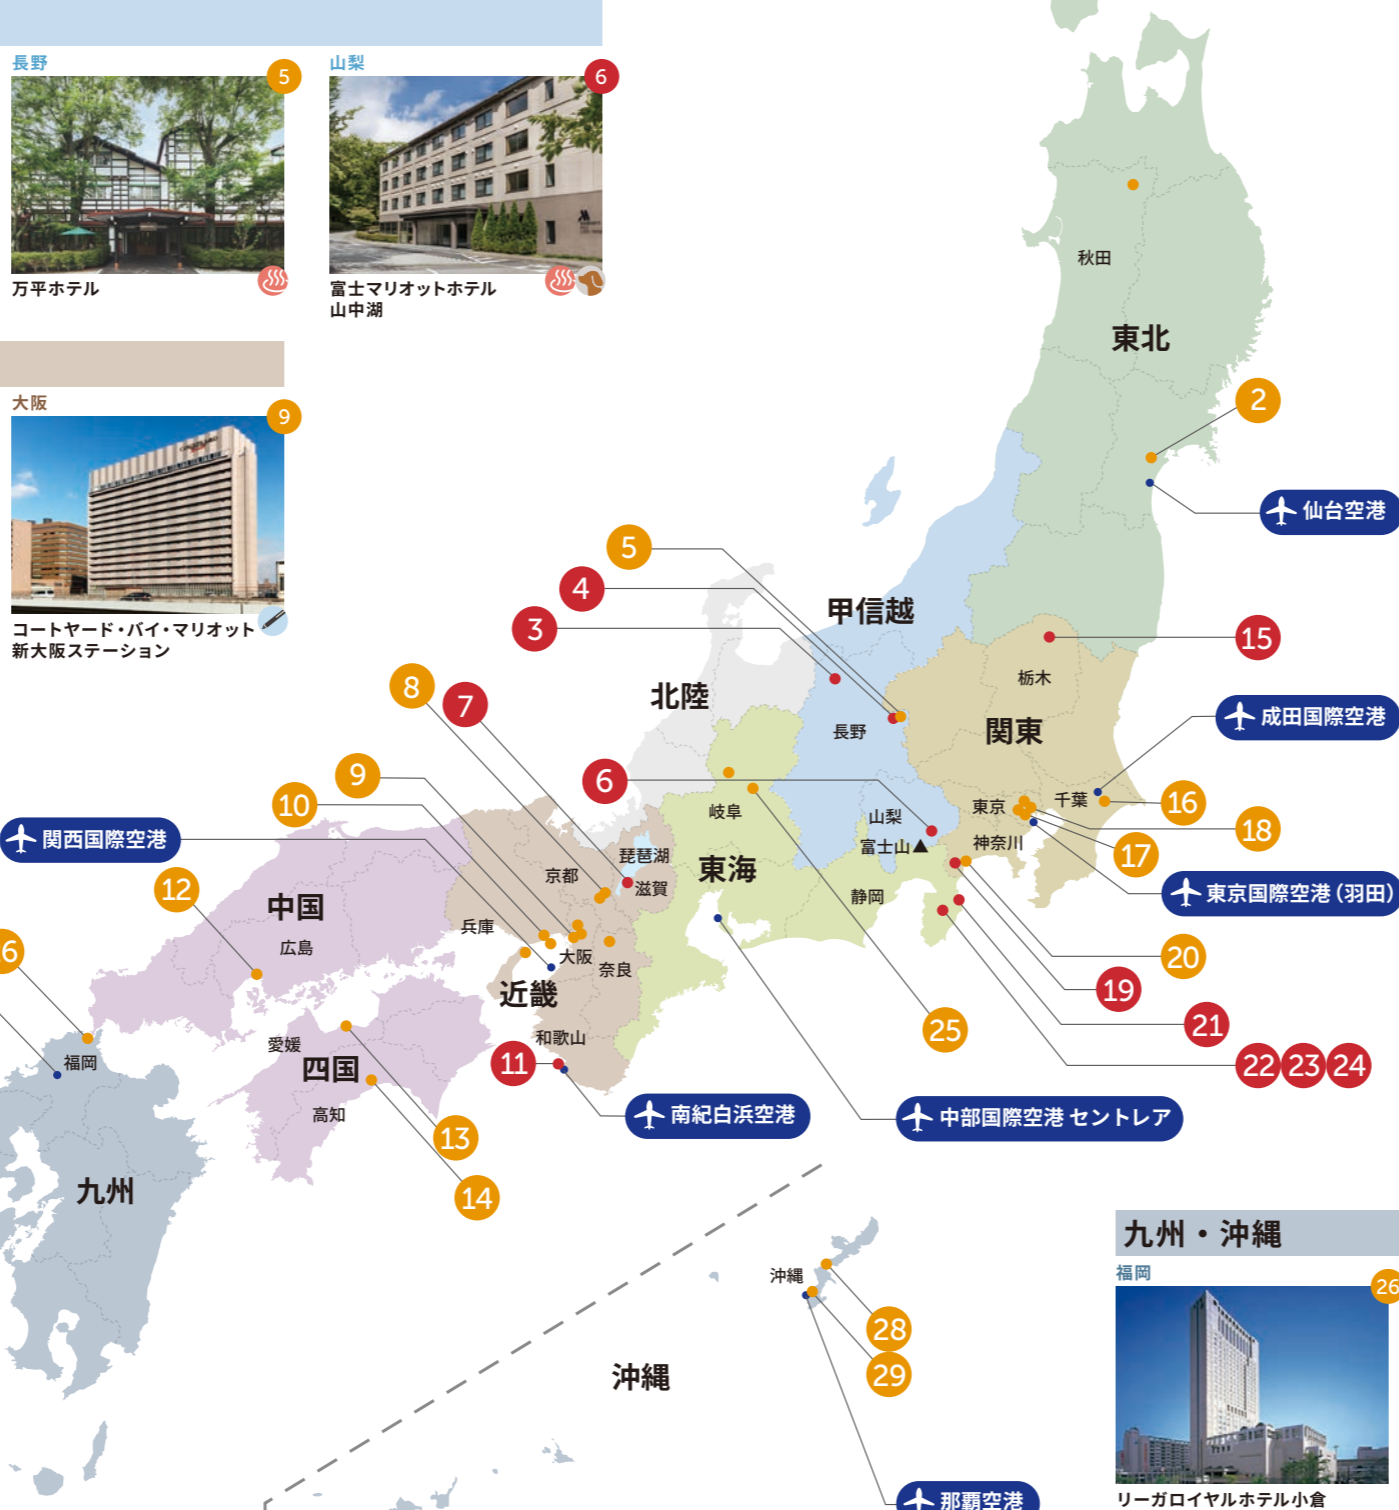 長野
5
万平ホテル
山梨
6
富士マリオットホテル
山中湖
大阪
9
コートヤード・バイ・マリオット
新大阪ステーション
秋田
東北
2
仙台空港
5
4
3
甲信越
15
栃木
8
7
北陸
関東
成田国際空港
長野
9
6
10
東京
千葉
16
岐阜
山梨
18
関西国際空港
富士山▲
神奈川
17
琵琶湖
東海
12
京都
滋賀
静岡
東京国際空港（羽田）
中国
兵庫
広島
大阪
奈良
20
6
近畿
19
25
21
和歌山
愛媛
福岡
四国
11
22 23 24
高知
南紀白浜空港
中部国際空港 セントレア
13
14
九州
九州・沖縄
沖縄
福岡
26
28
29
沖縄
那覇空港
リーガロイヤルホテル小倉